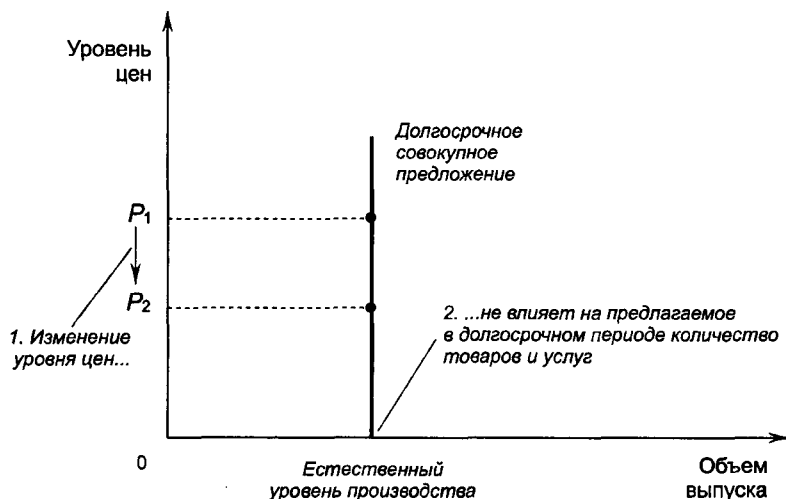 Уровень
цен
Долгосрочное
совокупное
предложение
P1
P2
1. Изменение
уровня цен...
2. ...не влияет на предлагаемое
в долгосрочном периоде количество
товаров и услуг
0
Естественный
уровень производства
Объем
выпуска